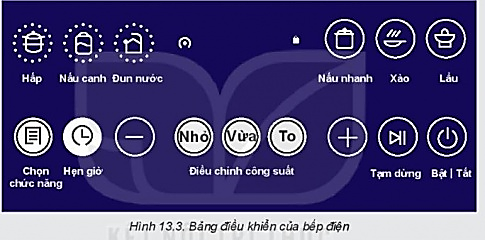 Hấp Nấu canh Đun nước Nấu nhanh Xào Lẩu
Nhỏ Vừa To
Chọn chức năng Hẹn giờ Điều chỉnh công suất Tạm dừng Bật | Tắt
Hình 13.3. Bảng điều khiển của bếp điện